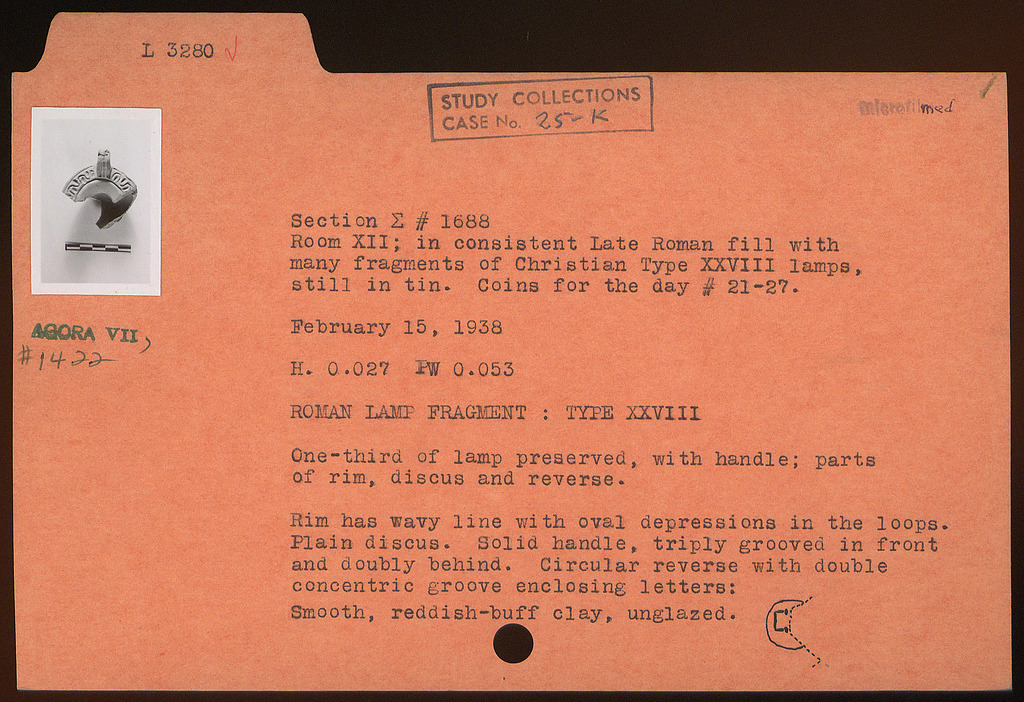 L 3280 √
STUDY COLLECTIONS
CASE No. 25-K
microfilmed
AGORA VII,
#1422
Section Σ # 1688
Room XII; in consistent Late Roman fill with
many fragments of Christian Type XXVIII lamps,
still in tin. Coins for the day # 21-27.
February 15, 1938
H. 0.027 PW 0.053
ROMAN LAMP FRAGMENT : TYPE XXVIII
One-third of lamp preserved, with handle; parts
of rim, discus and reverse.
Rim has wavy line with oval depressions in the loops.
Plain discus. Solid handle, triply grooved in front
and doubly behind. Circular reverse with double
concentric groove enclosing letters:
Smooth, reddish-buff clay, unglazed.